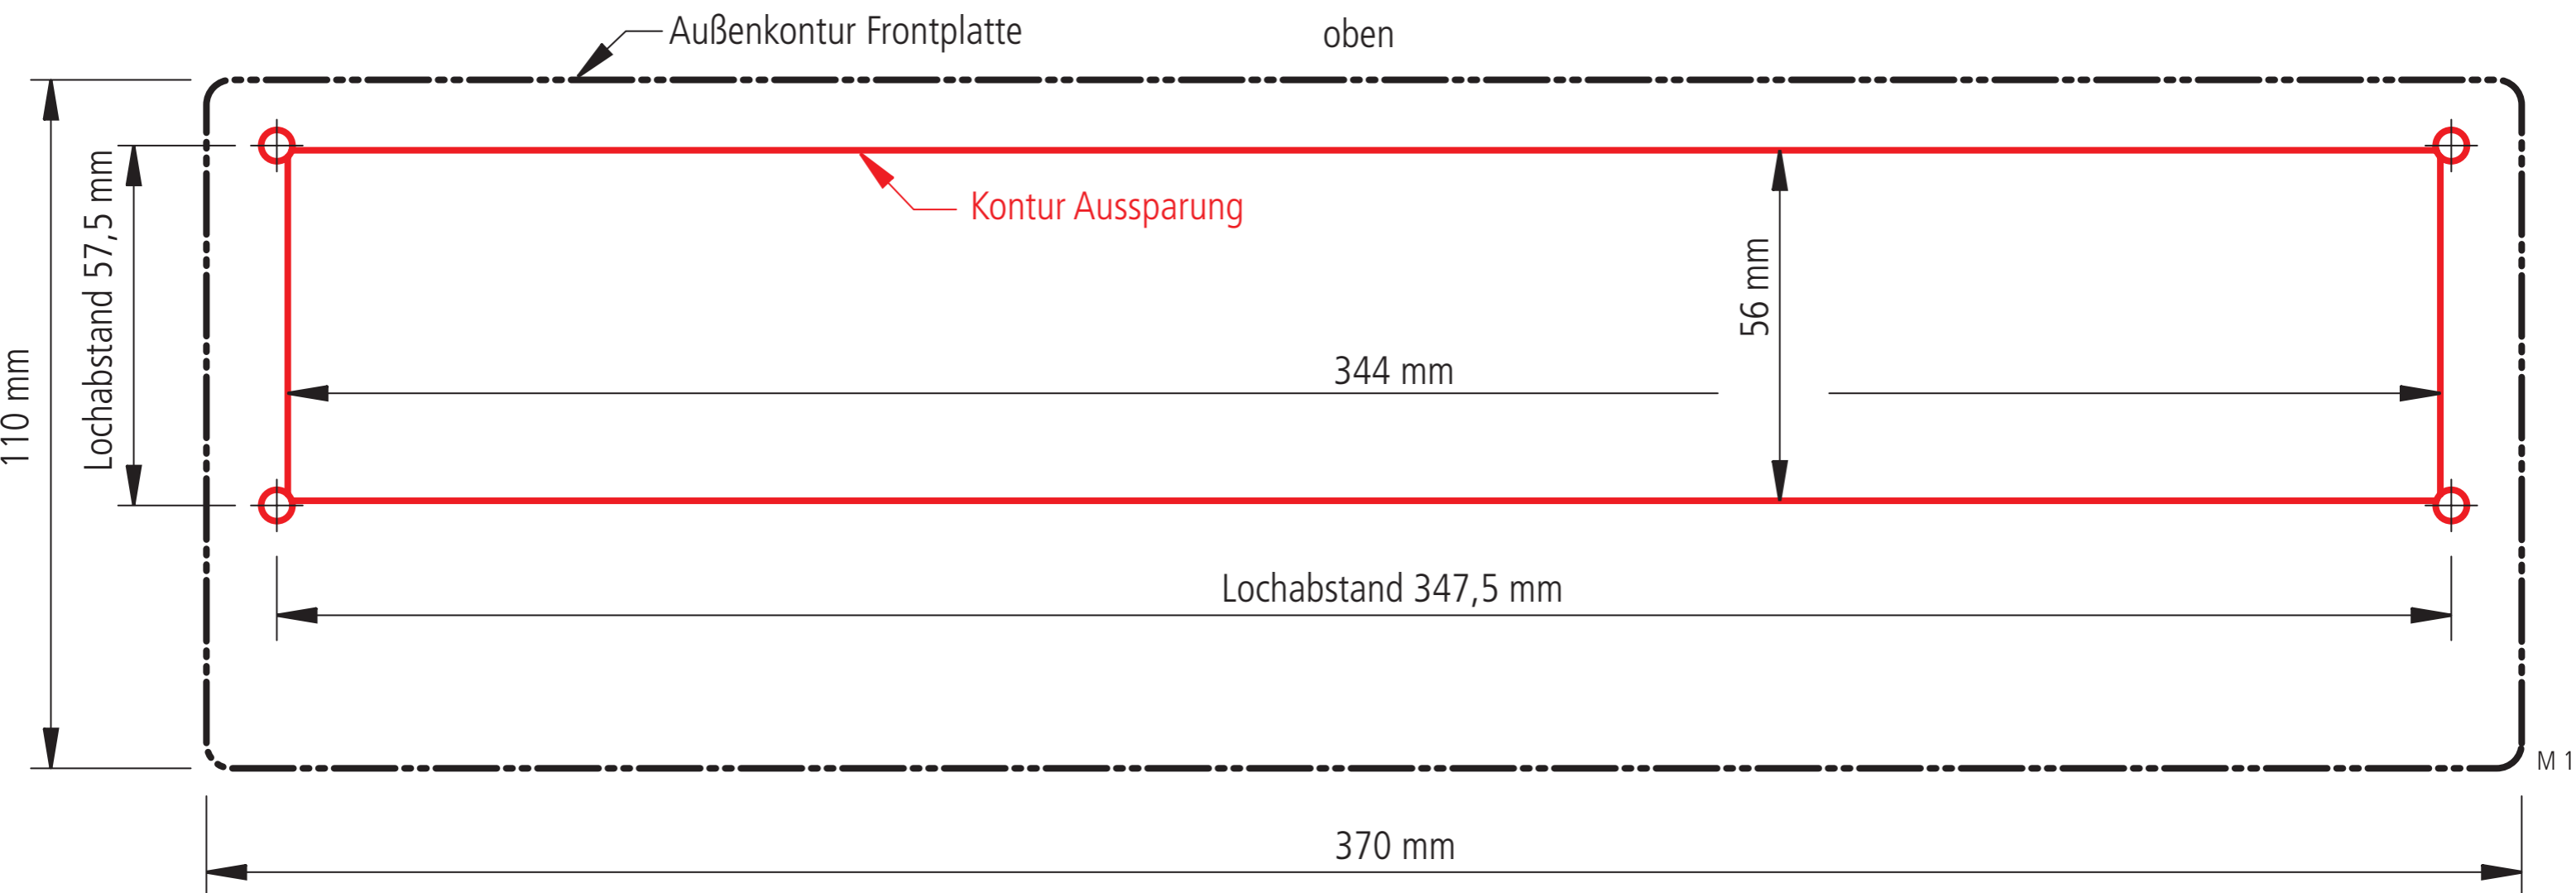 Außenkontur Frontplatte
oben
Kontur Aussparung
Lochabstand 57,5 mm
110 mm
56 mm
344 mm
Lochabstand 347,5 mm
M 1
370 mm